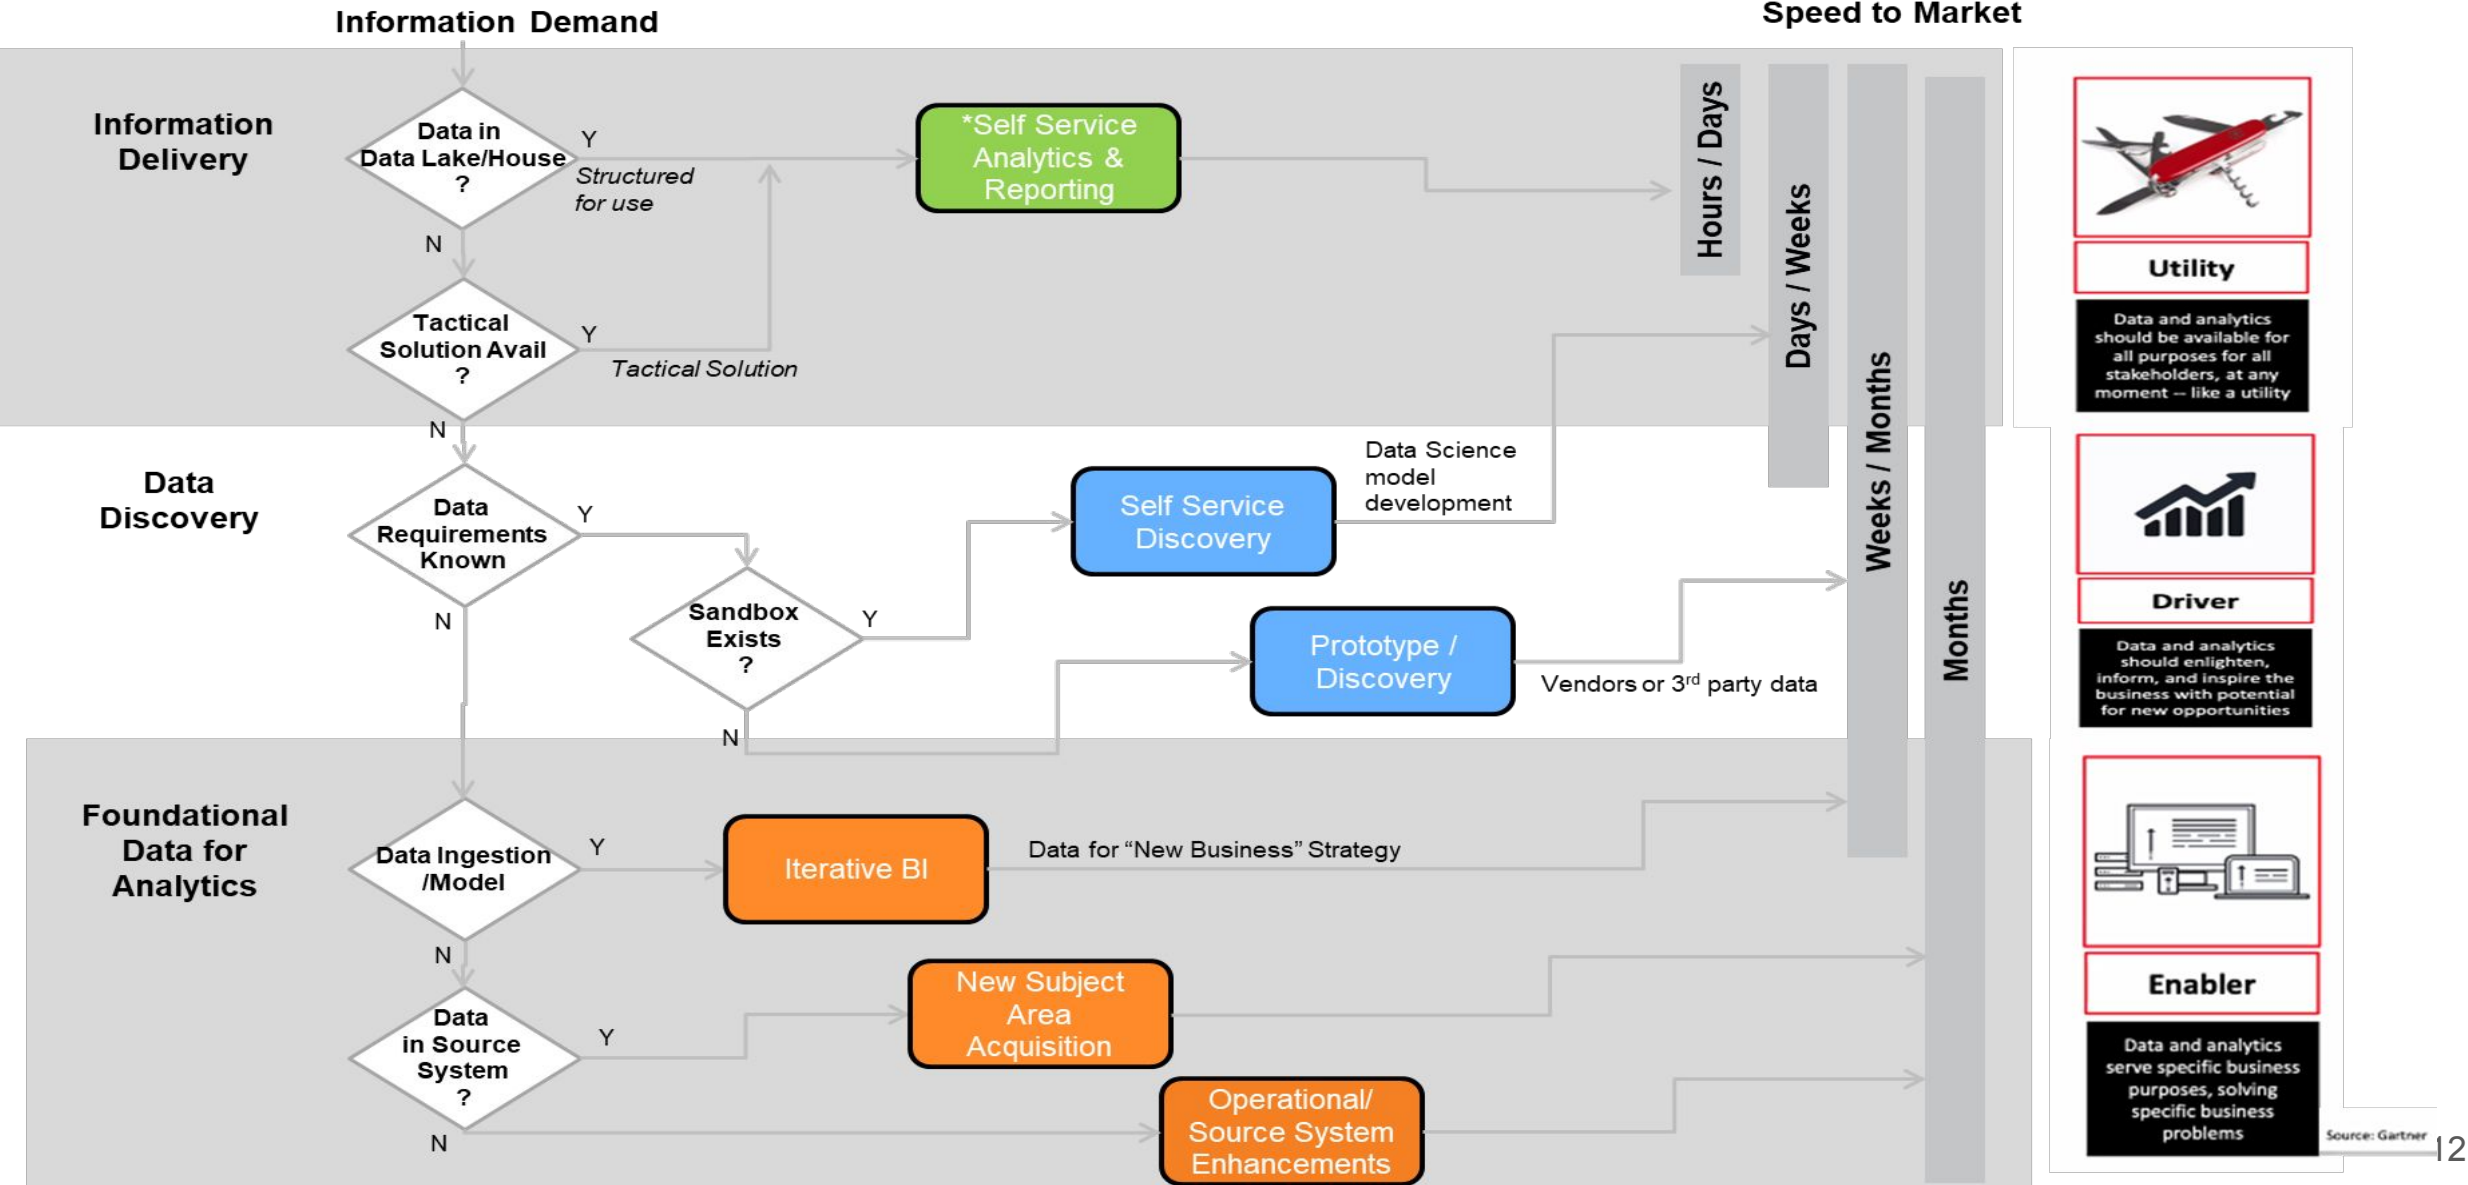 Information Demand
Speed to Market
Information
Delivery
Data in
Data Lake/House
?
Y
Structured
for use
N
*Self Service
Analytics &
Reporting
Tactical
Solution Avail
?
Y
Tactical Solution
N
Hours / Days
Days / Weeks
Weeks / Months
Months
Utility
Data and analytics
should be available for
all purposes for all
stakeholders, at any
moment -- like a utility
Data
Discovery
Data
Requirements
Known
Y
N
Sandbox
Exists
?
Y
N
Self Service
Discovery
Data Science
model
development
Prototype /
Discovery
Vendors or 3rd party data
Driver
Data and analytics
should enlighten,
inform, and inspire the
business with potential
for new opportunities
Foundational
Data for
Analytics
Data Ingestion
/Model
Y
N
Iterative BI
Data for “New Business” Strategy
Data
in Source
System
?
Y
N
New Subject
Area
Acquisition
Operational/
Source System
Enhancements
Enabler
Data and analytics
serve specific business
purposes, solving
specific business
problems
Source: Gartner
12